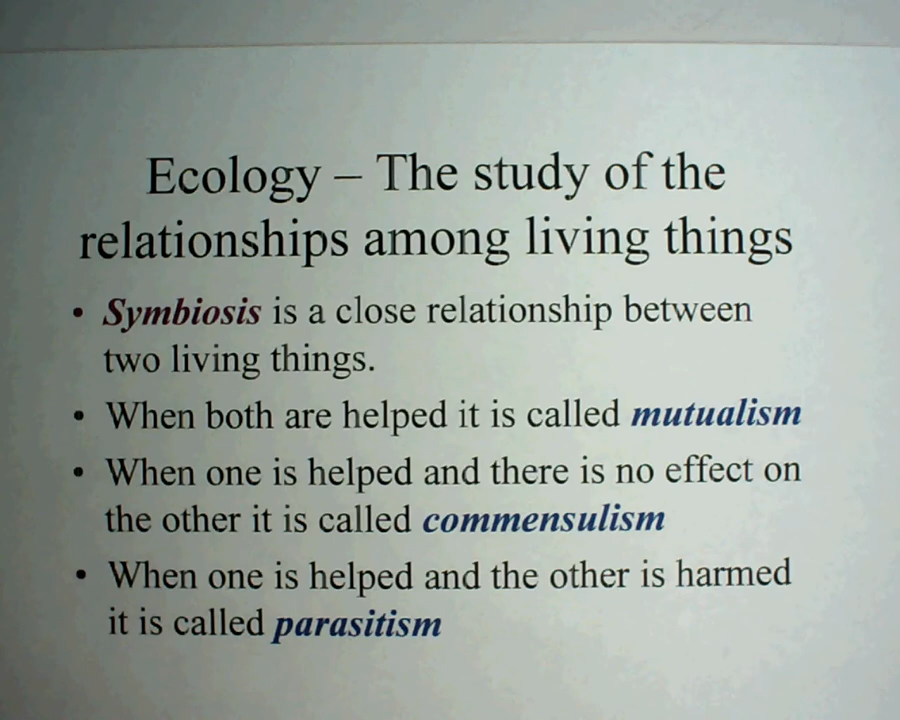 Ecology – The study of the
relationships among living things
• Symbiosis is a close relationship between
two living things.
• When both are helped it is called mutualism
• When one is helped and there is no effect on
the other it is called commensulism
• When one is helped and the other is harmed
it is called parasitism